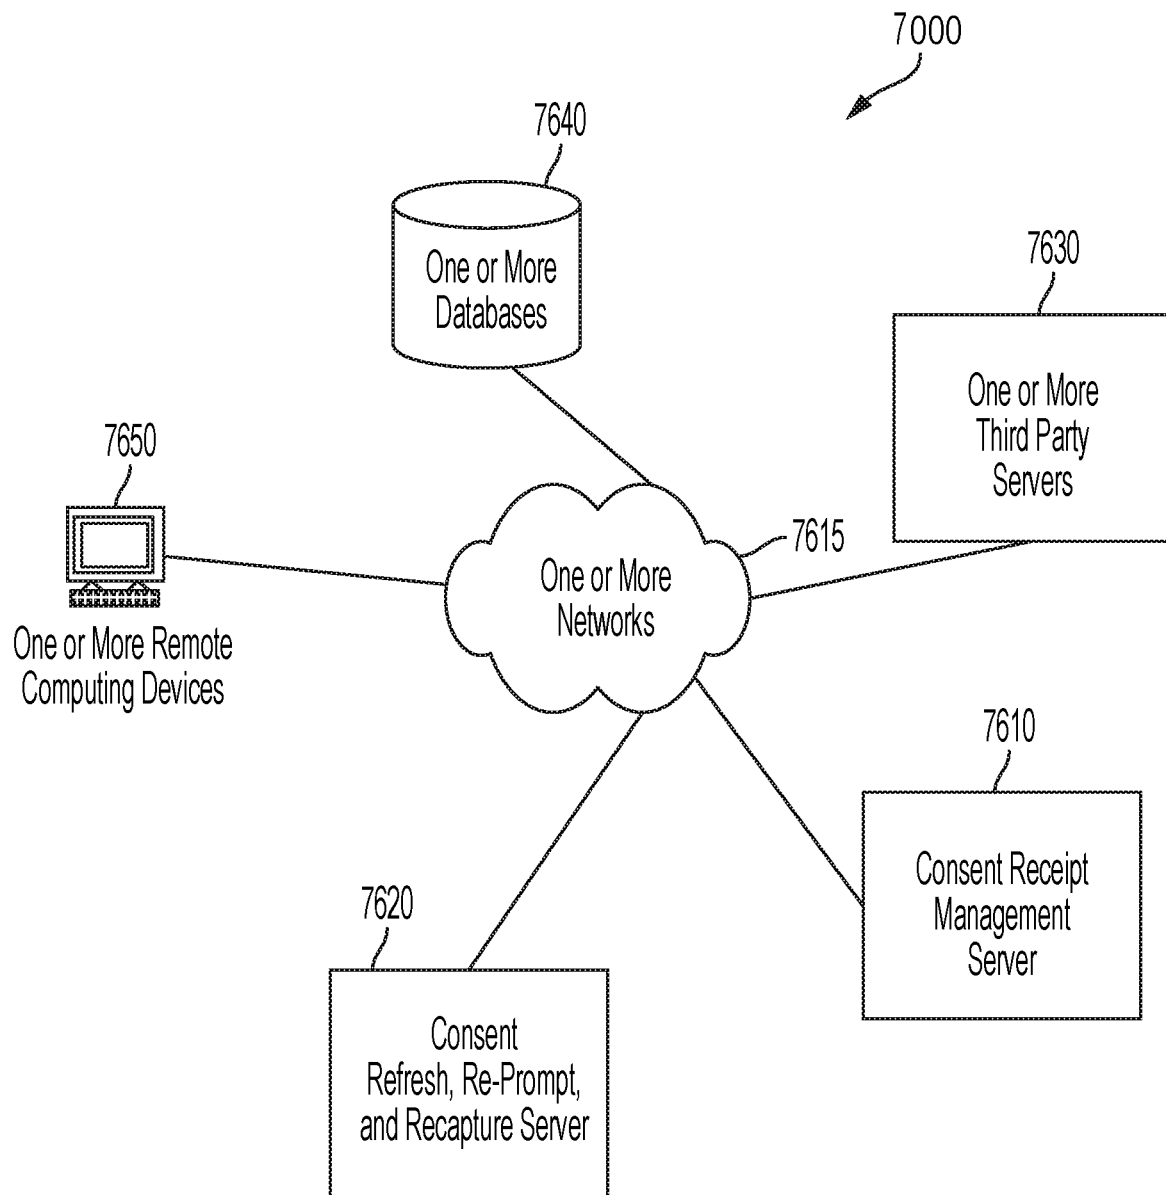 7000
7640
One or More
Databases
7630
One or More
Third Party
Servers
7650
One or More Remote
Computing Devices
7615
One or More
Networks
7610
Consent Receipt
Management
Server
7620
Consent
Refresh, Re-Prompt,
and Recapture Server